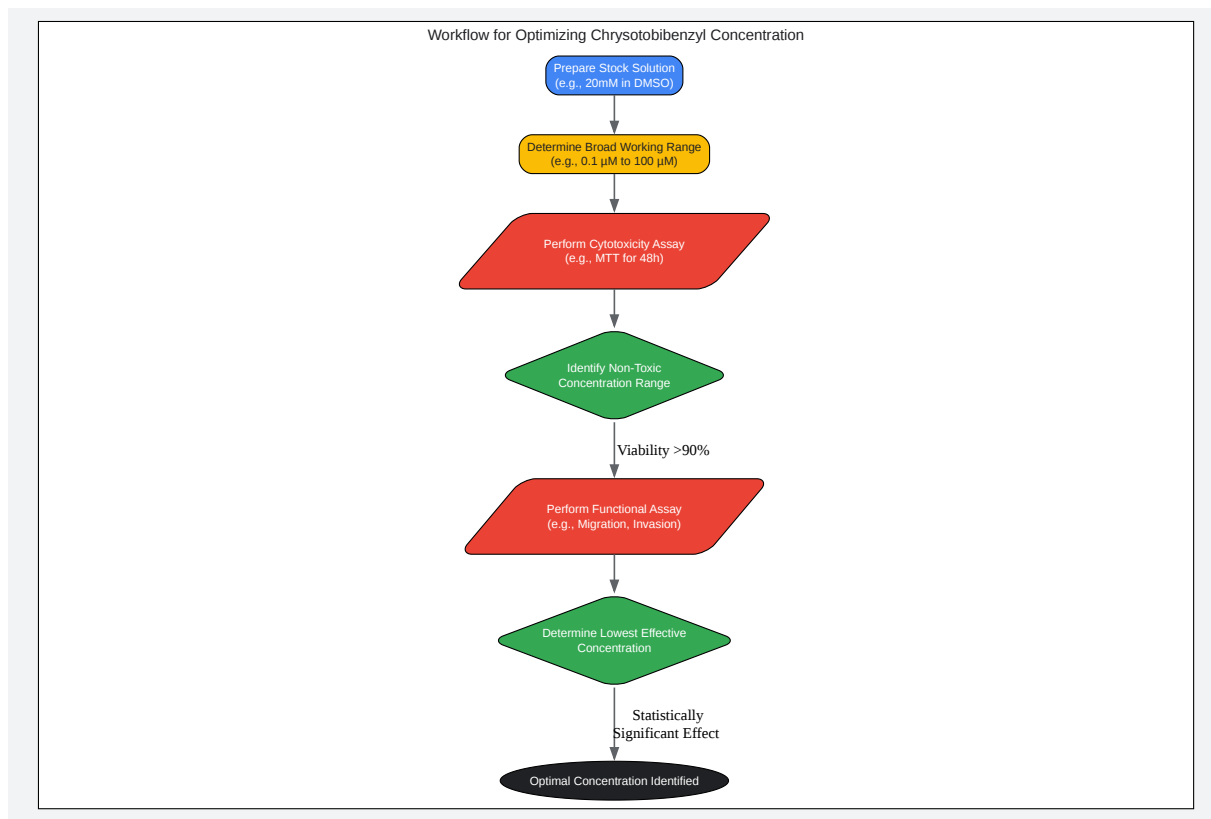 Workflow for Optimizing Chrysotobibenzyl Concentration
Prepare Stock Solution
(e.g., 20mM in DMSO)
Determine Broad Working Range
(e.g., 0.1 µM to 100 µM)
Perform Cytotoxicity Assay
(e.g., MTT for 48h)
Identify Non-Toxic
Concentration Range
Viability >90%
Perform Functional Assay
(e.g., Migration, Invasion)
Determine Lowest Effective
Concentration
Statistically
Significant Effect
Optimal Concentration Identified